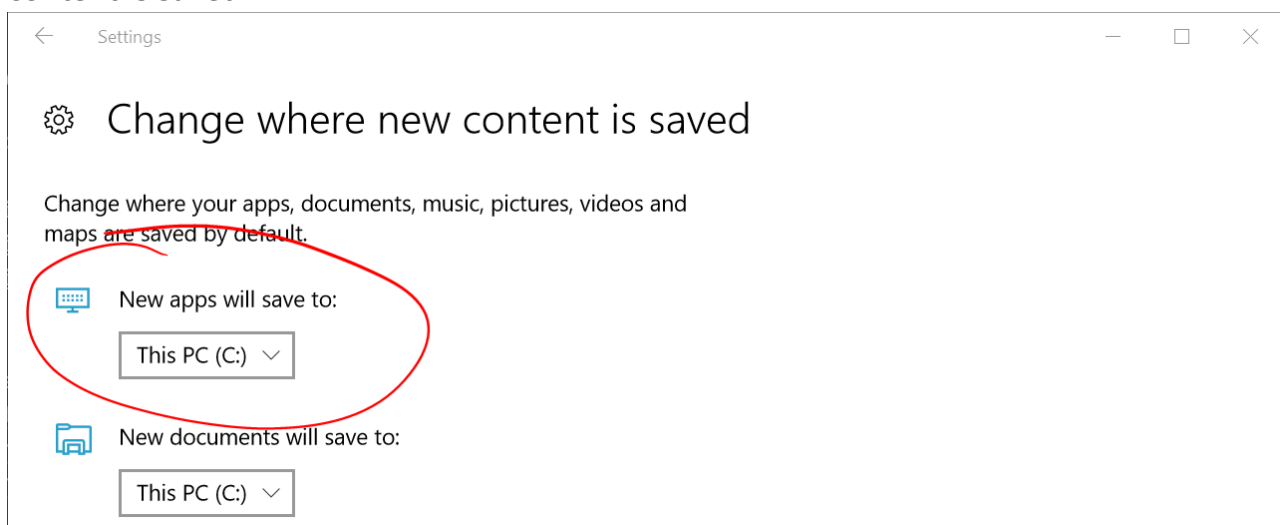 Settings
Change where new content is saved
Change where your apps, documents, music, pictures, videos and
maps are saved by default.
New apps will save to:
This PC (C:)
New documents will save to:
This PC (C:)